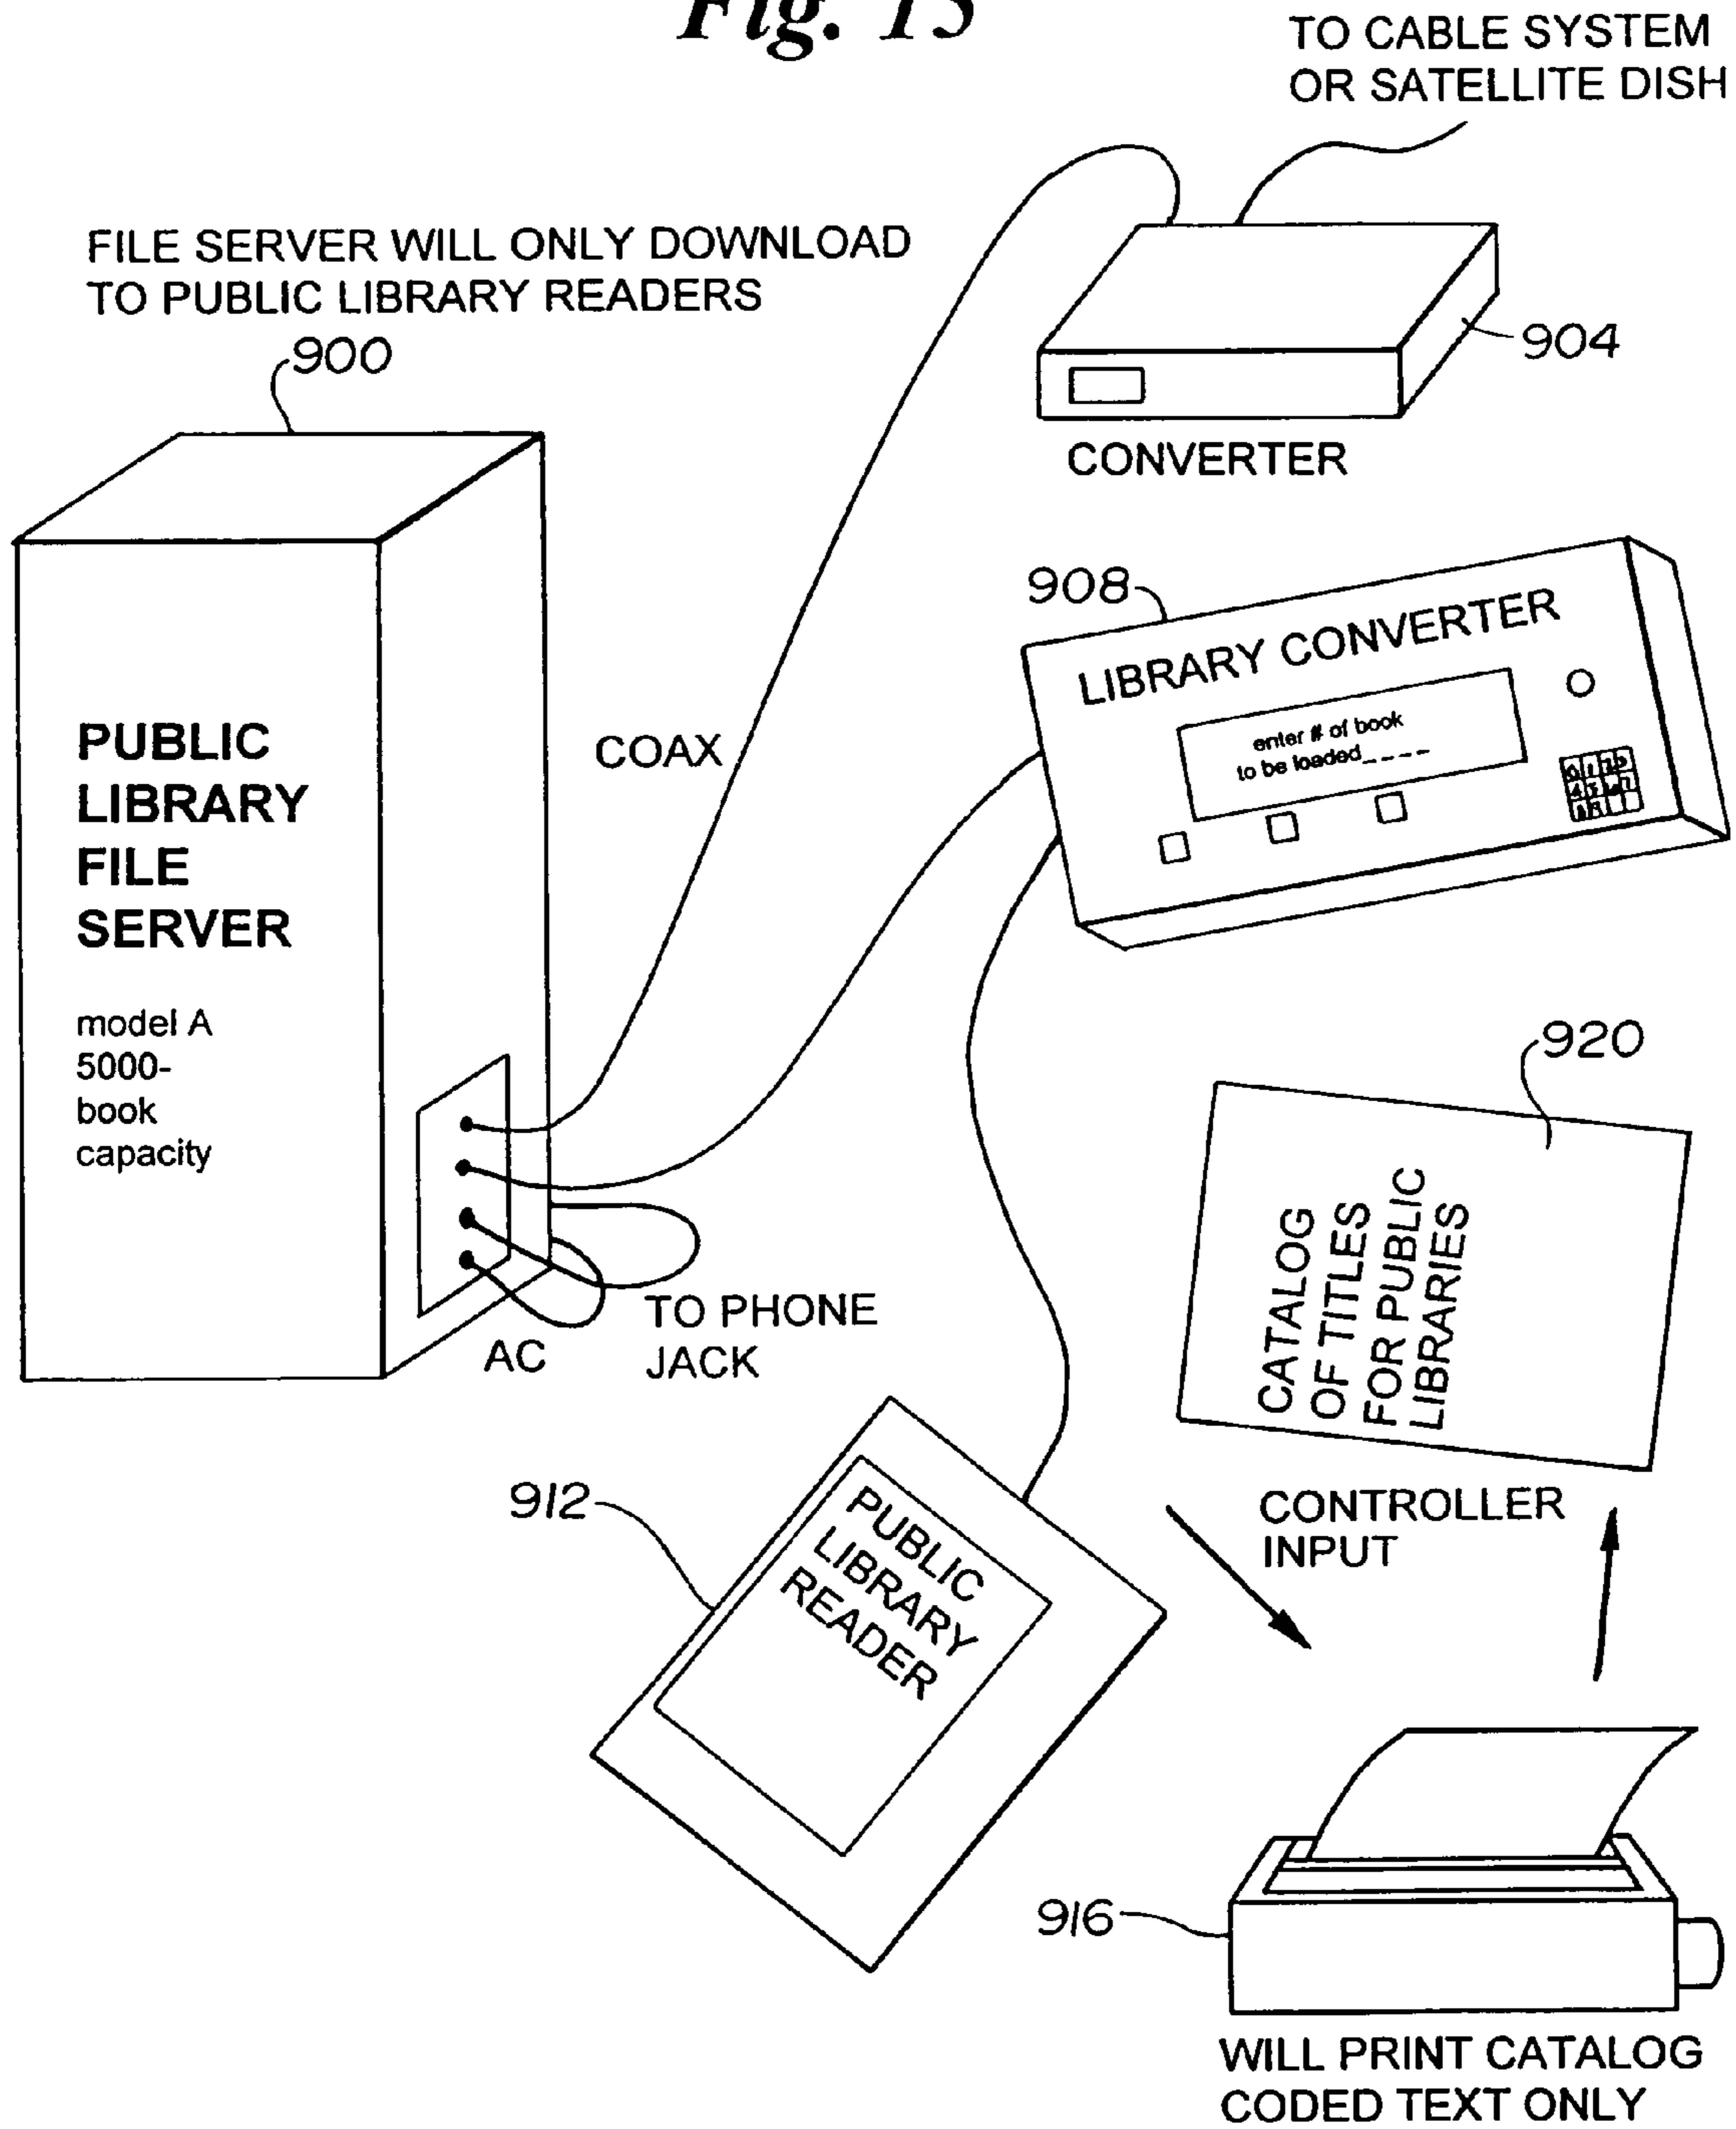 Fig. 15
TO CABLE SYSTEM
OR SATELLITE DISH
FILE SERVER WILL ONLY DOWNLOAD
TO PUBLIC LIBRARY READERS
900
904
CONVERTER
908
LIBRARY CONVERTER
enter # of book
to be loaded____
COAX
PUBLIC
LIBRARY
FILE
SERVER
model A
5000-
book
capacity
920
CATALOG
OF TITLES
FOR PUBLIC
LIBRARIES
TO PHONE
JACK
AC
912
PUBLIC
LIBRARY
READER
CONTROLLER
INPUT
916
WILL PRINT CATALOG
CODED TEXT ONLY